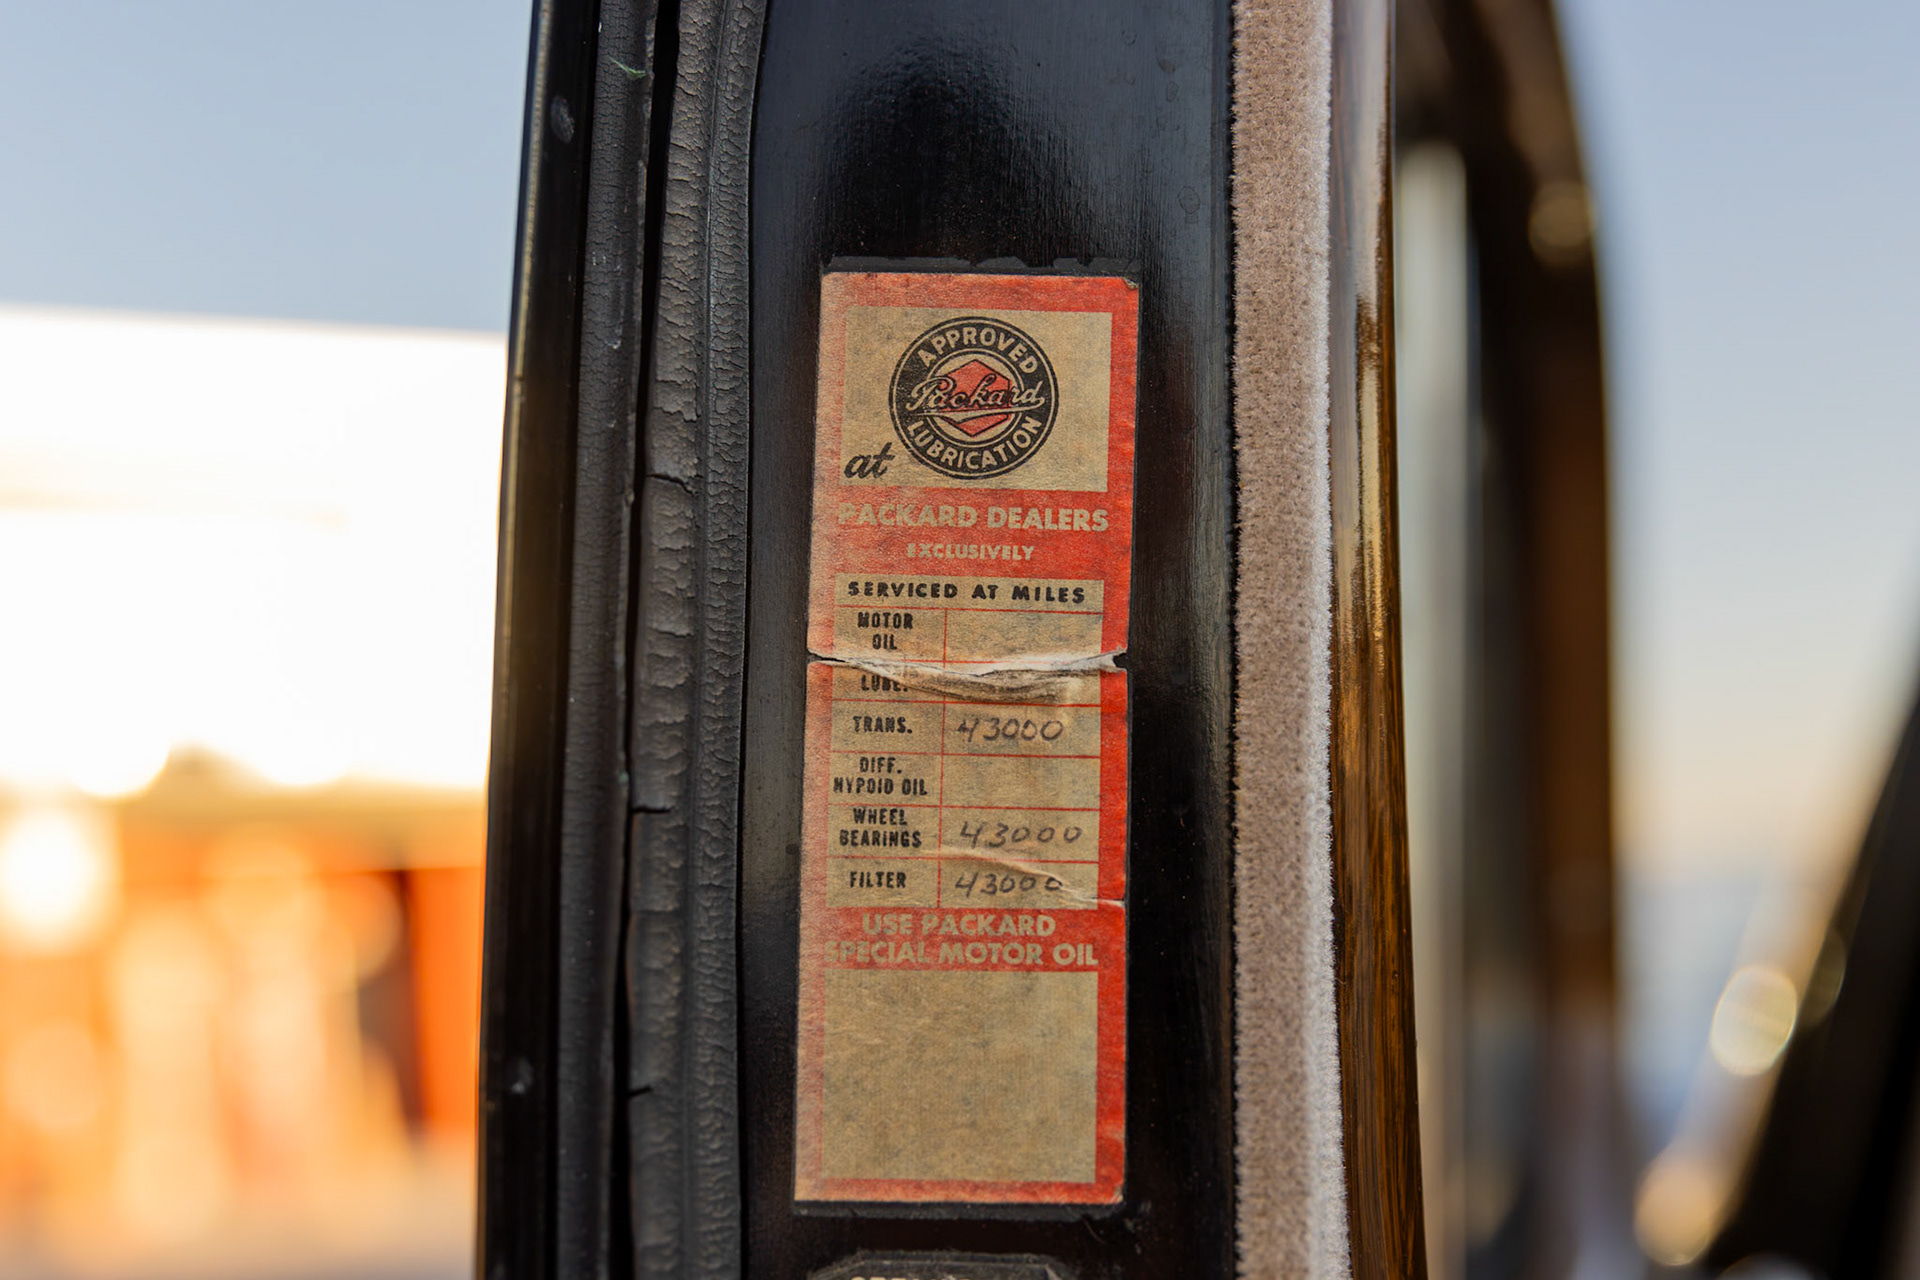 APPROVED
Packard
LUBRICATION
at
PACKARD DEALERS
EXCLUSIVELY
SERVICED AT MILES
MOTOR
OIL
LUBE.
TRANS. 43000
DIFF.
HYPOID OIL
WHEEL
BEARINGS 43000
FILTER 43000
USE PACKARD
SPECIAL MOTOR OIL